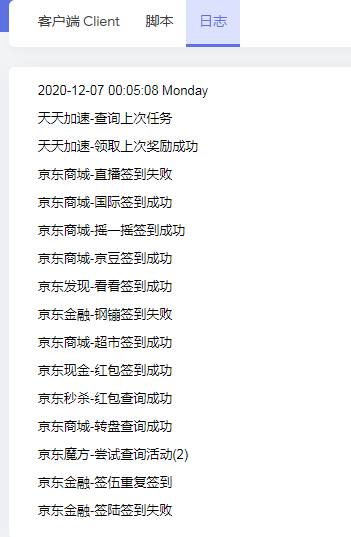 客户端 Client 脚本 日志
2020-12-07 00:05:08 Monday
天天加速-查询上次任务
天天加速-领取上次奖励成功
京东商城-直播签到失败
京东商城-国际签到成功
京东商城-摇一摇签到成功
京东商城-京豆签到成功
京东发现-看看签到成功
京东金融-钢镚签到失败
京东商城-超市签到成功
京东现金-红包签到成功
京东秒杀-红包查询成功
京东商城-转盘查询成功
京东魔方-尝试查询活动(2)
京东金融-签伍重复签到
京东金融-签陆签到失败